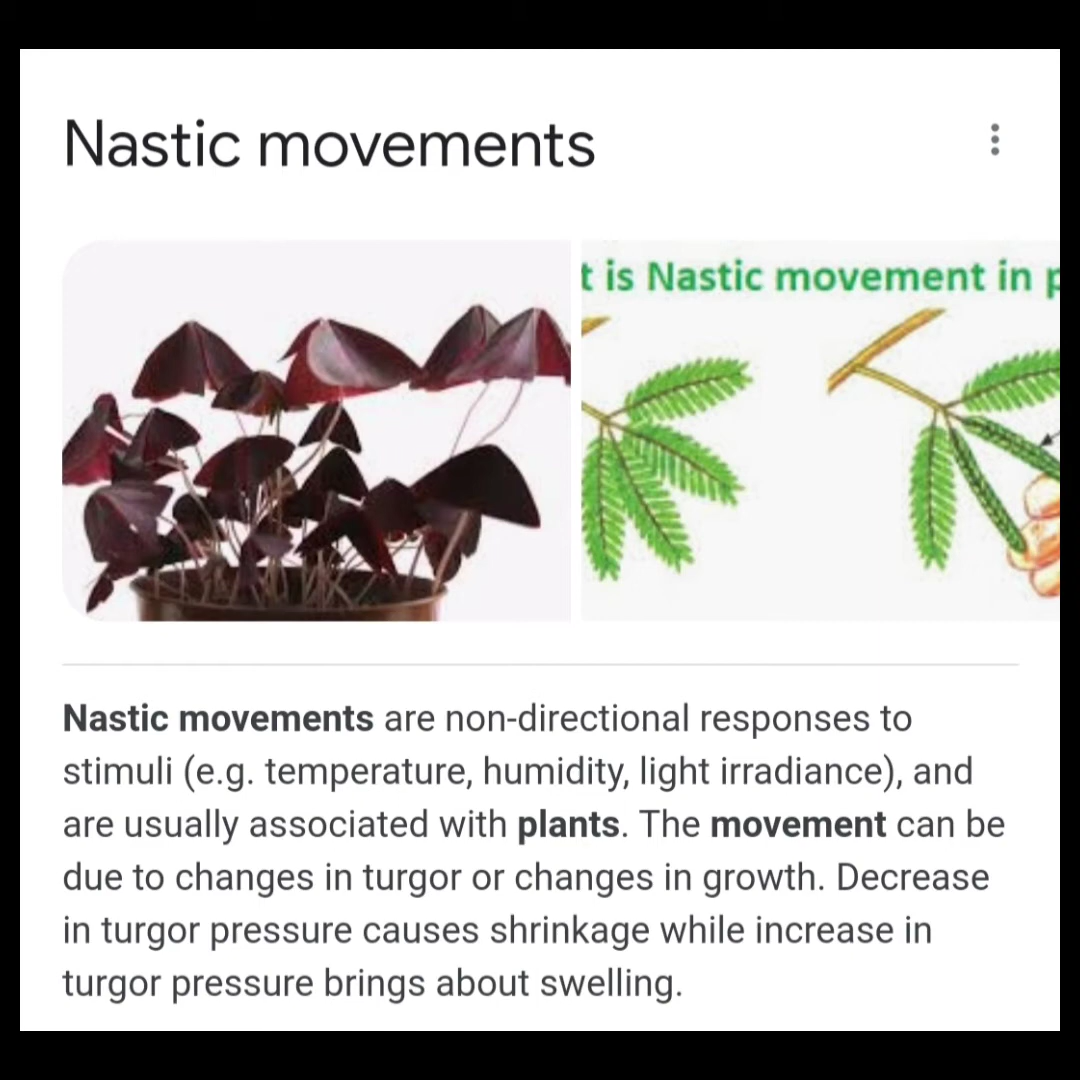 Nastic movements
t is Nastic movement in p
Nastic movements are non-directional responses to
stimuli (e.g. temperature, humidity, light irradiance), and
are usually associated with plants. The movement can be
due to changes in turgor or changes in growth. Decrease
in turgor pressure causes shrinkage while increase in
turgor pressure brings about swelling.